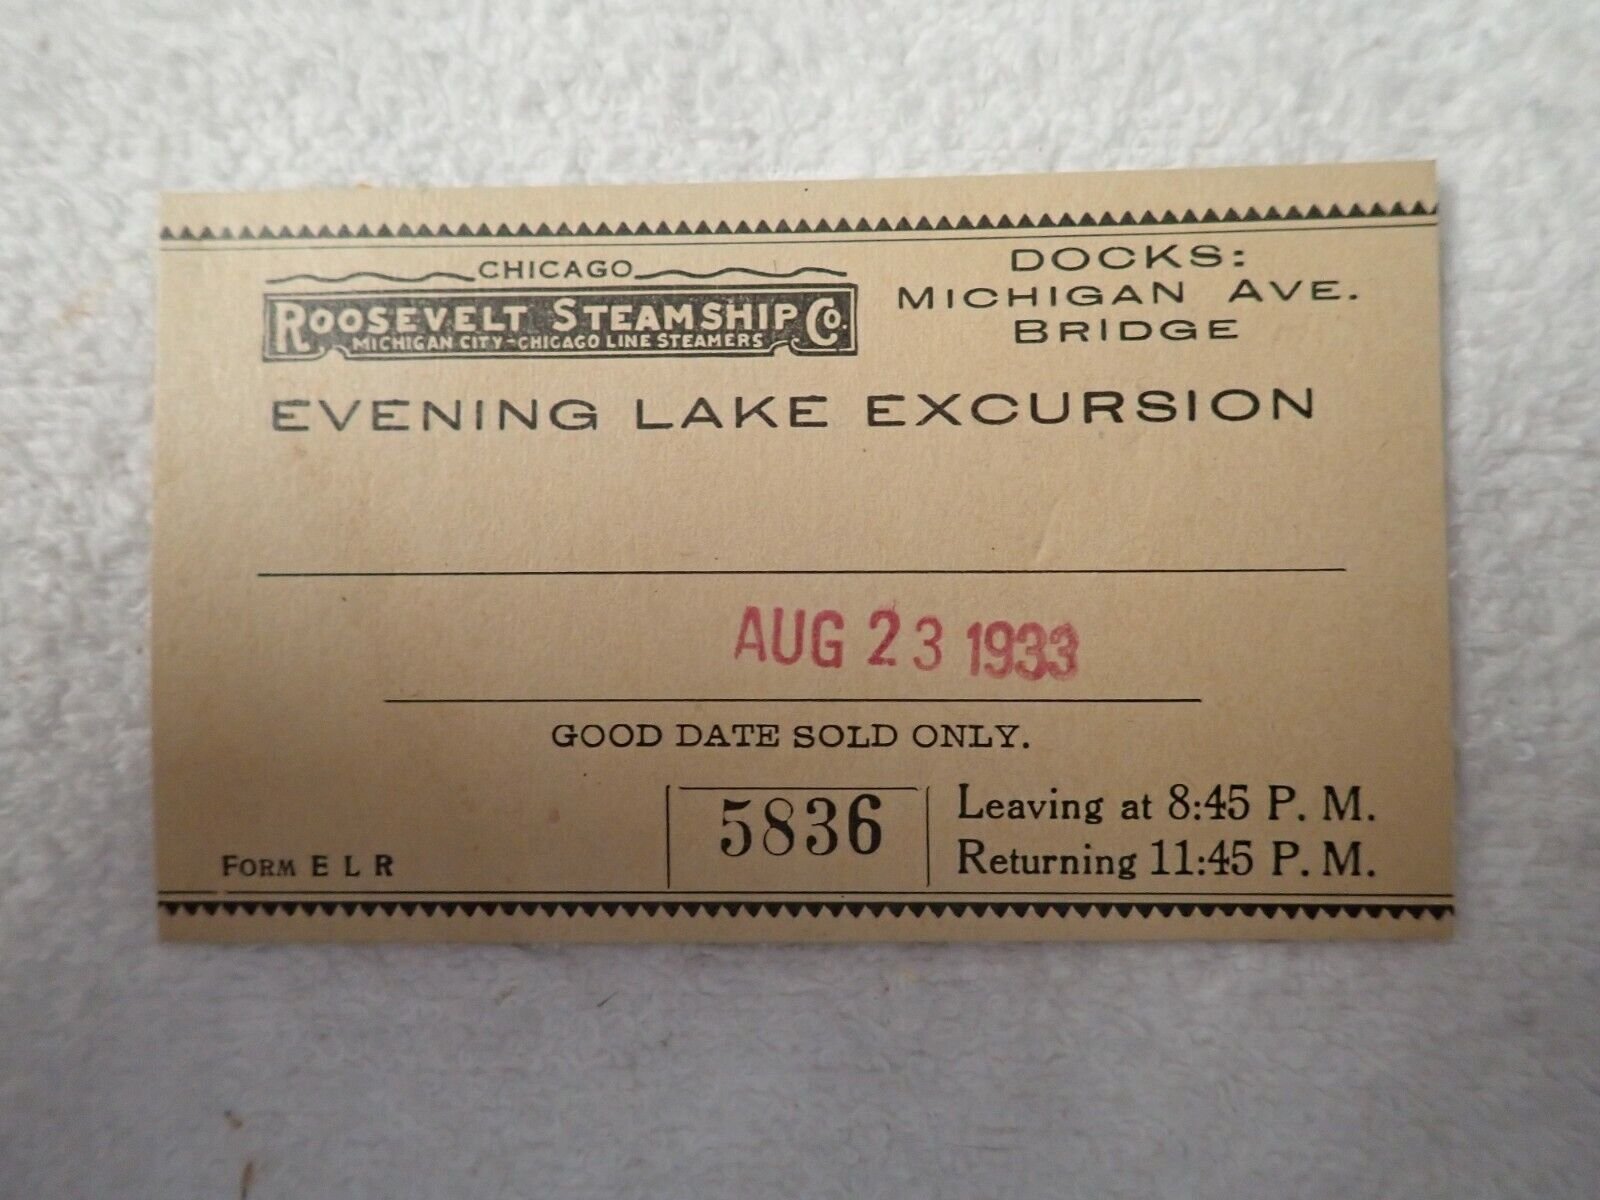 CHICAGO
ROOSEVELT STEAMSHIP Co.
MICHIGAN CITY-CHICAGO LINE STEAMERS
DOCKS:
MICHIGAN AVE.
BRIDGE
EVENING LAKE EXCURSION
AUG 23 1933
GOOD DATE SOLD ONLY.
5836
Leaving at 8:45 P. M.
Returning 11:45 P. M.
FORM E L R